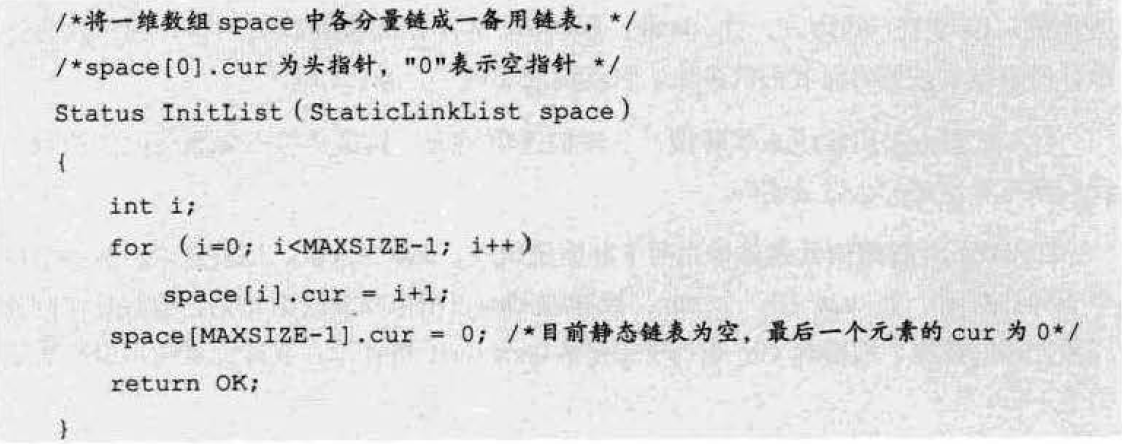 /*将一维数组 space 中各分量链成一备用链表, */
/*space[0].cur 为头指针, "0"表示空指针 */
Status InitList(StaticLinkList space)
{
int i;
for (i=0; i<MAXSIZE-1; i++)
space[i].cur = i+1;
space[MAXSIZE-1].cur = 0; /*目前静态链表为空, 最后一个元素的 cur 为 0*/
return OK;
}